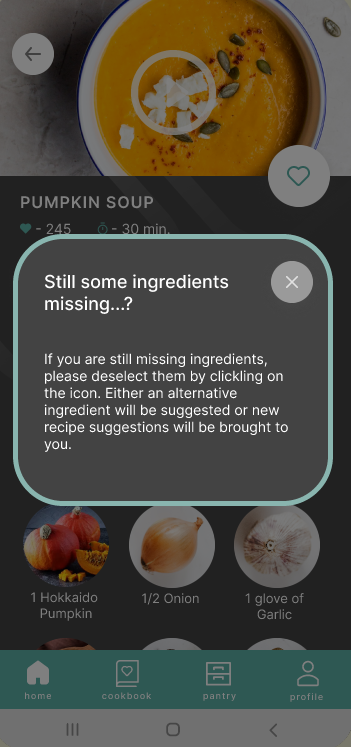 PUMPKIN SOUP
- 245 - 30 min.
Still some ingredients
missing...?
If you are still missing ingredients,
please deselect them by clickling on
the icon. Either an alternative
ingredient will be suggested or new
recipe suggestions will be brought to
you.
1 Hokkaido
Pumpkin
1/2 Onion
1 glove of
Garlic
home
cookbook
pantry
profile